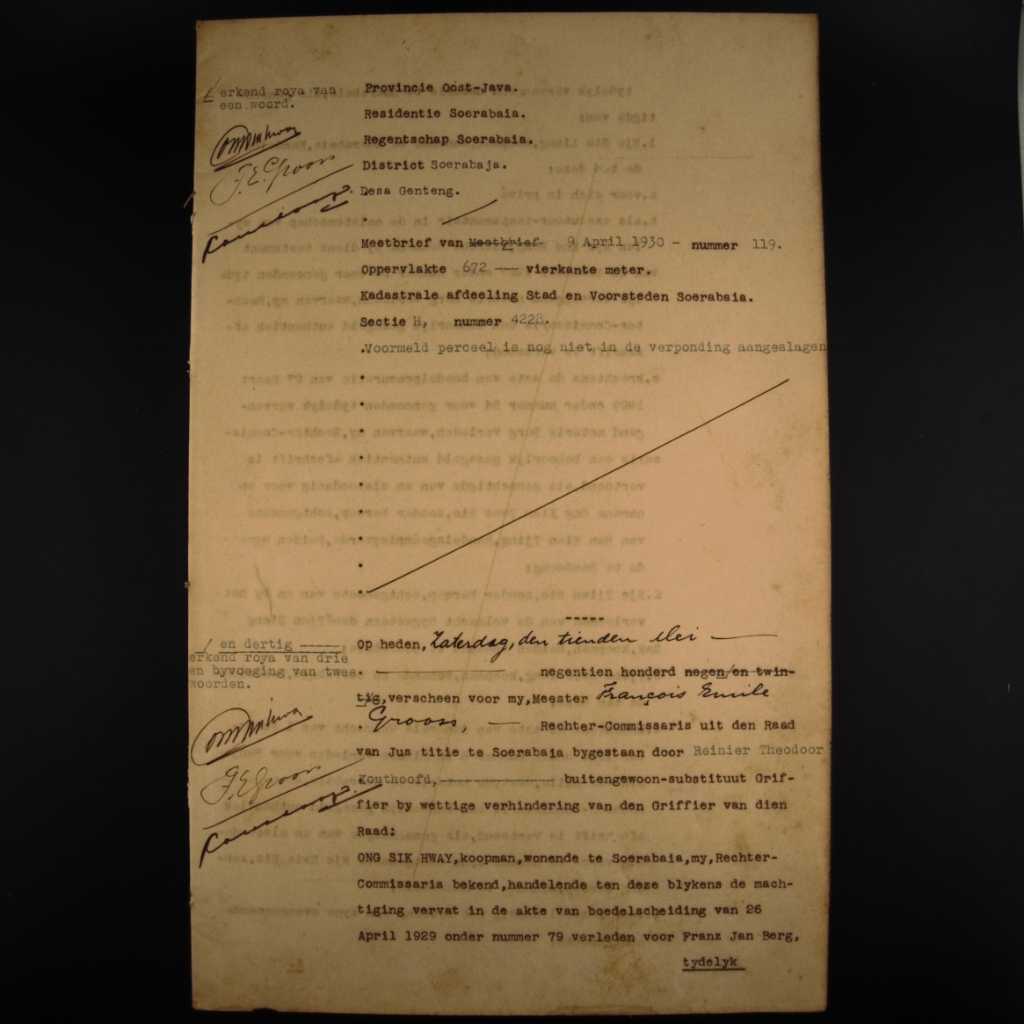 erkend roya van
een woord.
Provincie Oost-Java.
Residentie Soerabaia.
Regentschap Soerabaia.
District Soerabaja.
Desa Genteng.
F.E. Grooss
Meetbrief van Meetbrief 9 April 1930 - nummer 119.
Oppervlakte 672 —— vierkante meter.
Kadastrale afdeeling Stad en Voorsteden Soerabaia.
Sectie H, nummer 4228.
Voormeld perceel is nog niet in de verponding aangeslagen
en dertig
erkend roya van drie
en byvoeging van twee
woorden.
F.E. Grooss
Op heden, Zaterdag, den tienden Mei ——
negentien honderd negen en twin-
tig, verscheen voor my, Meester François Emile
Grooss, — Rechter-Commissaris uit den Raad
van Jus titie te Soerabaia bygestaan door Reinier Theodoor
Kouthoofd, buitengewoon-substituut Grif-
fier by wettige verhindering van den Griffier van dien
Raad:
ONG SIK HWAY, koopman, wonende te Soerabaia, my, Rechter-
Commissaris bekend, handelende ten deze blykens de mach-
tiging vervat in de akte van boedelscheiding van 26
April 1929 onder nummer 79 verleden voor Franz Jan Berg,
tydelyk